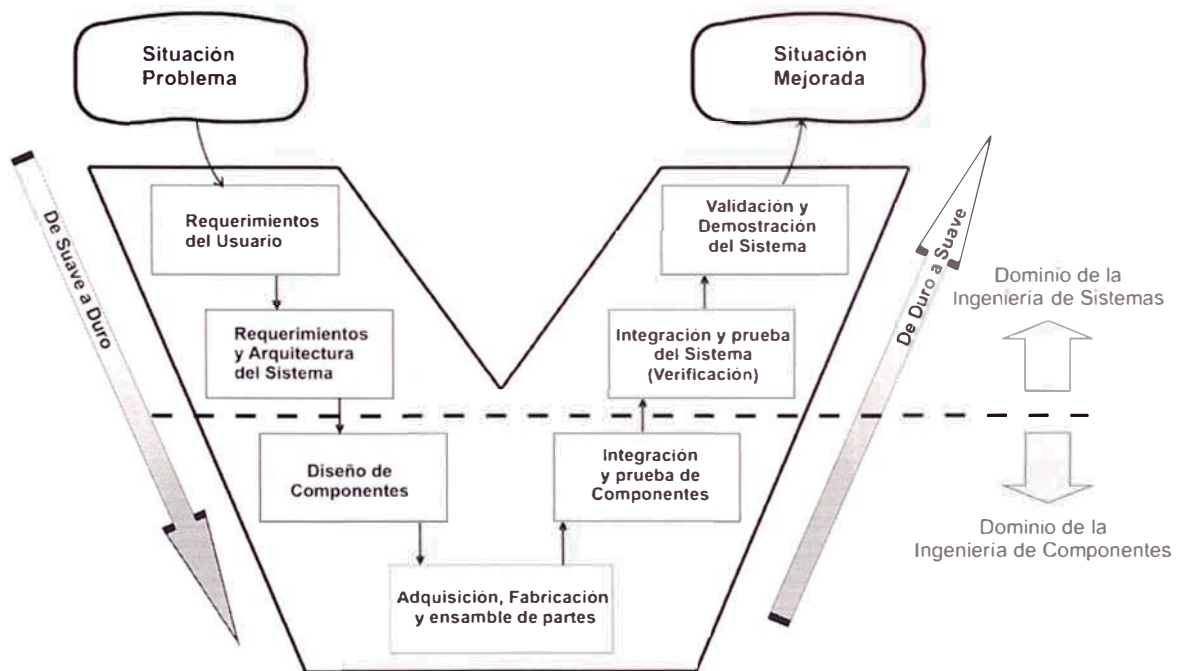 Situación
Problema
Situación
Mejorada
De Suave a Duro
Requerimientos
del Usuario
Requerimientos
y Arquitectura
del Sistema
Diseño de
Componentes
Adquisición, Fabricación
y ensamble de partes
Integración
y prueba de
Componentes
Integración y prueba
del Sistema
(Verificación)
Validación y
Demostración
del Sistema
De Duro a Suave
Dominio de la
Ingeniería de Sistemas
Dominio de la
Ingeniería de Componentes